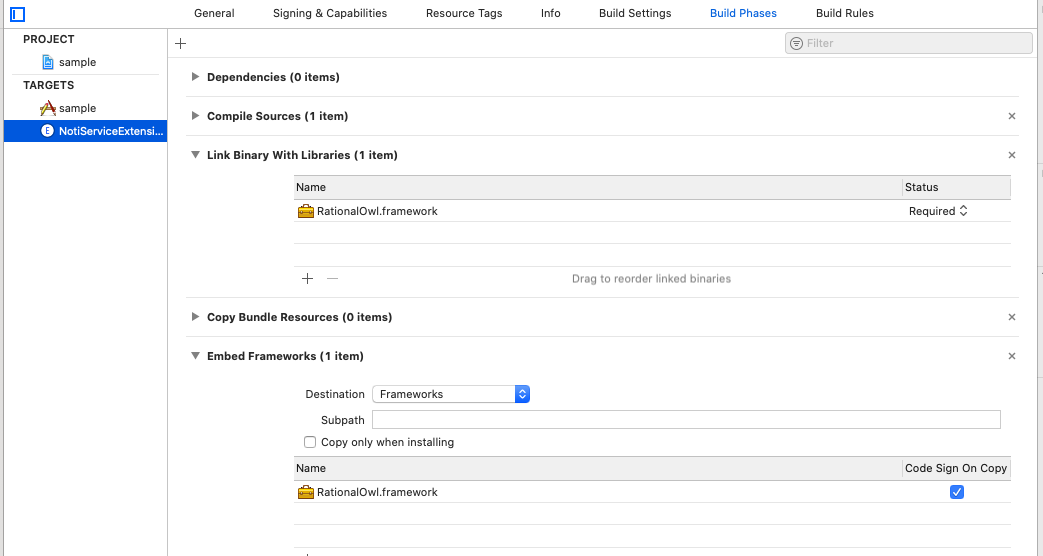 General Signing & Capabilities Resource Tags Info Build Settings Build Phases Build Rules
PROJECT
sample
TARGETS
sample
E NotiServiceExtensi...
+ Filter
Dependencies (0 items)
Compile Sources (1 item) ×
Link Binary With Libraries (1 item) ×
Name Status
RationalOwl.framework Required
+ — Drag to reorder linked binaries
Copy Bundle Resources (0 items) ×
Embed Frameworks (1 item) ×
Destination Frameworks
Subpath
Copy only when installing
Name Code Sign On Copy
RationalOwl.framework